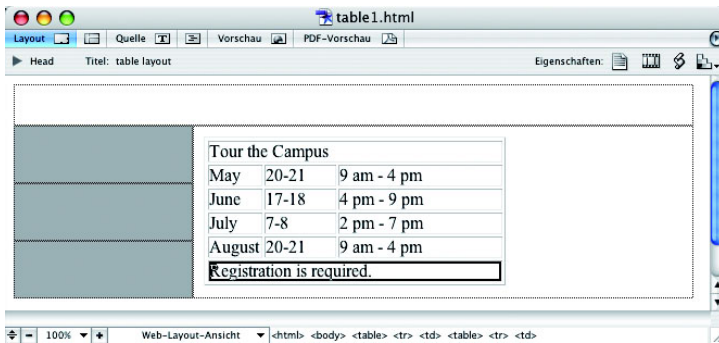 table1.html
Layout Quelle T Vorschau PDF-Vorschau
Head Titel: table layout Eigenschaften:
Tour the Campus
May 20-21 9 am - 4 pm
June 17-18 4 pm - 9 pm
July 7-8 2 pm - 7 pm
August 20-21 9 am - 4 pm
Registration is required.
100% Web-Layout-Ansicht <html> <body> <table> <tr> <td> <table> <tr> <td>